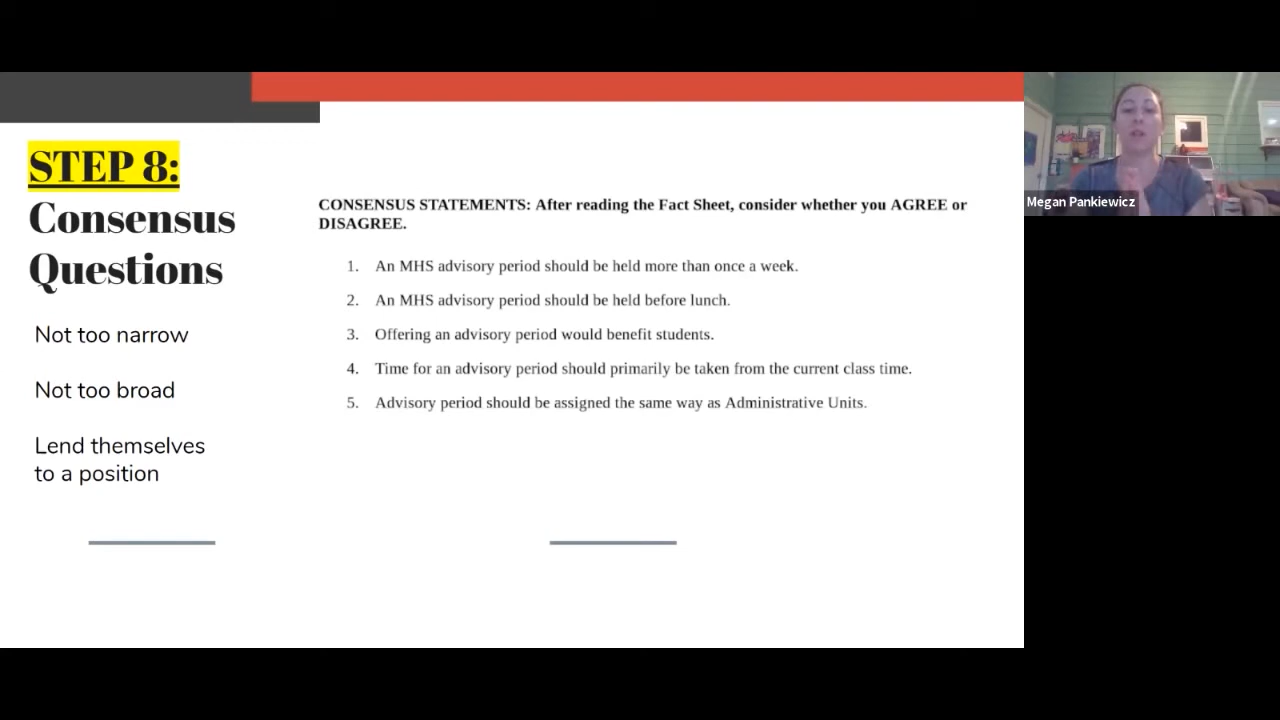 STEP 8:
Consensus
Questions
Not too narrow
Not too broad
Lend themselves
to a position
CONSENSUS STATEMENTS: After reading the Fact Sheet, consider whether you AGREE or
DISAGREE.
1. An MHS advisory period should be held more than once a week.
2. An MHS advisory period should be held before lunch.
3. Offering an advisory period would benefit students.
4. Time for an advisory period should primarily be taken from the current class time.
5. Advisory period should be assigned the same way as Administrative Units.
Megan Pankiewicz